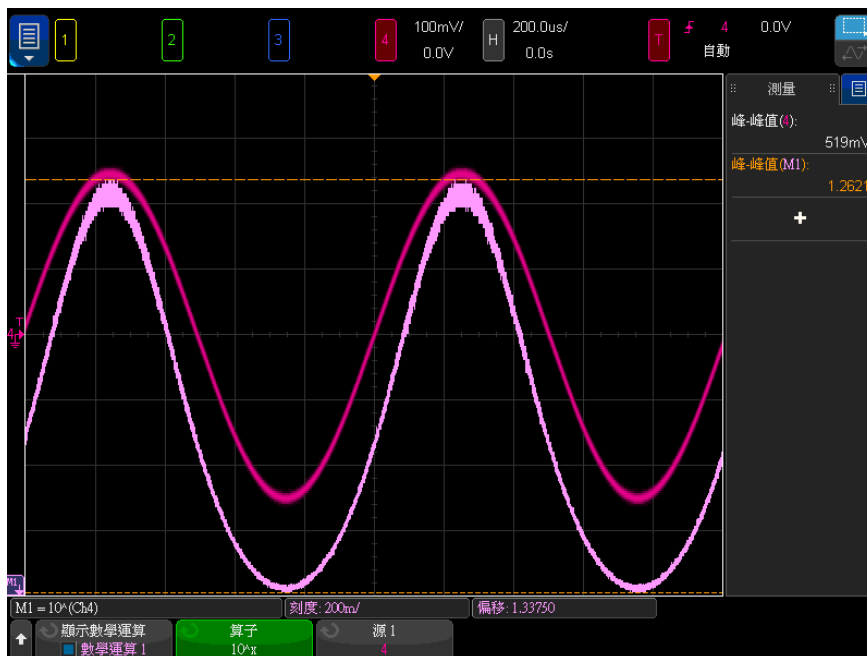 1 2 3 4 100mV/ 0.0V H 200.0us/ 0.0s T 4 自動 0.0V
測量
峰-峰值(4):
519mV
峰-峰值(M1):
1.2621
+
T
4
M1
M1 = 10^(Ch4) 刻度: 200m/ 偏移: 1.33750
顯示數學運算 算子 源 1
數學運算 1 10^x 4